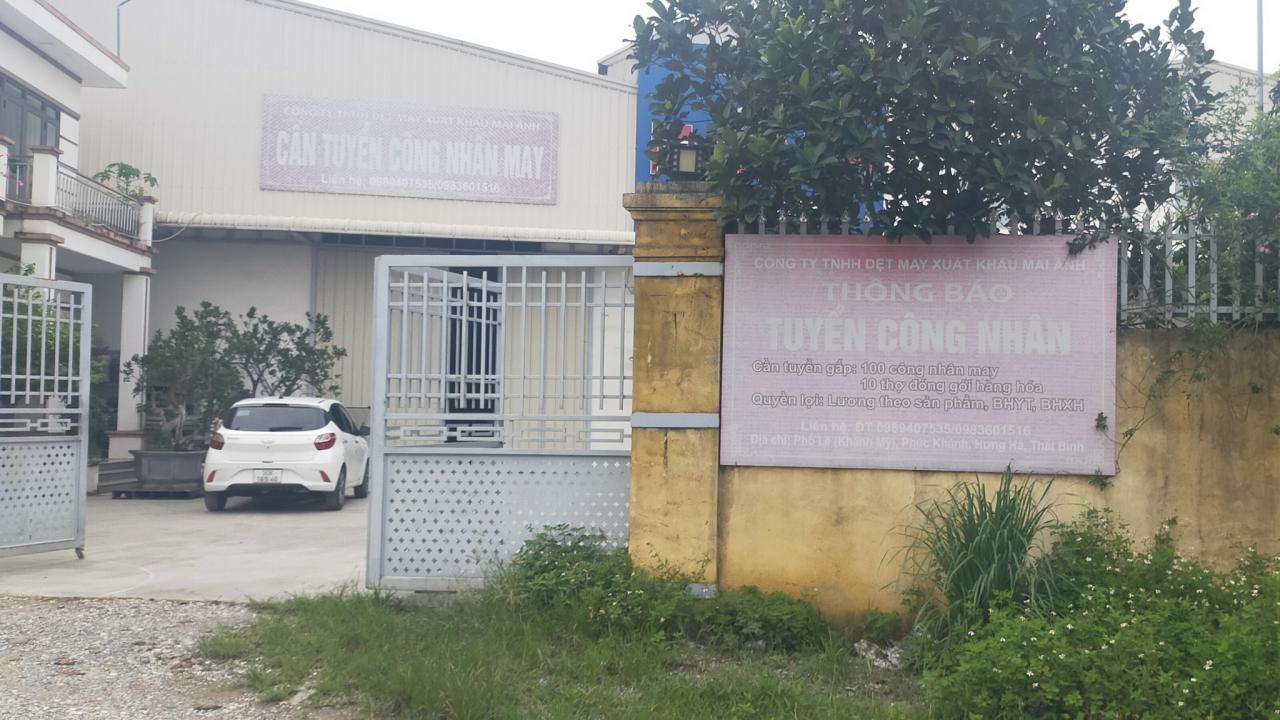 CÔNG TY TNHH DỆT MAY XUẤT KHẨU MAI ANH
CẦN TUYỂN CÔNG NHÂN MAY
Liên hệ: 0989407535/0983601516
CÔNG TY TNHH DỆT MAY XUẤT KHẨU MAI ANH
THÔNG BÁO
TUYỂN CÔNG NHÂN
Cần tuyển gấp: 100 công nhân may
10 thợ đóng gói hàng hóa
Quyền lợi: Lương theo sản phẩm, BHYT, BHXH
Liên hệ: ĐT 0989407535/0983601516
Địa chỉ: Phố Lẻ (Khánh Mỹ), Phúc Khánh, Hưng Hà, Thái Bình